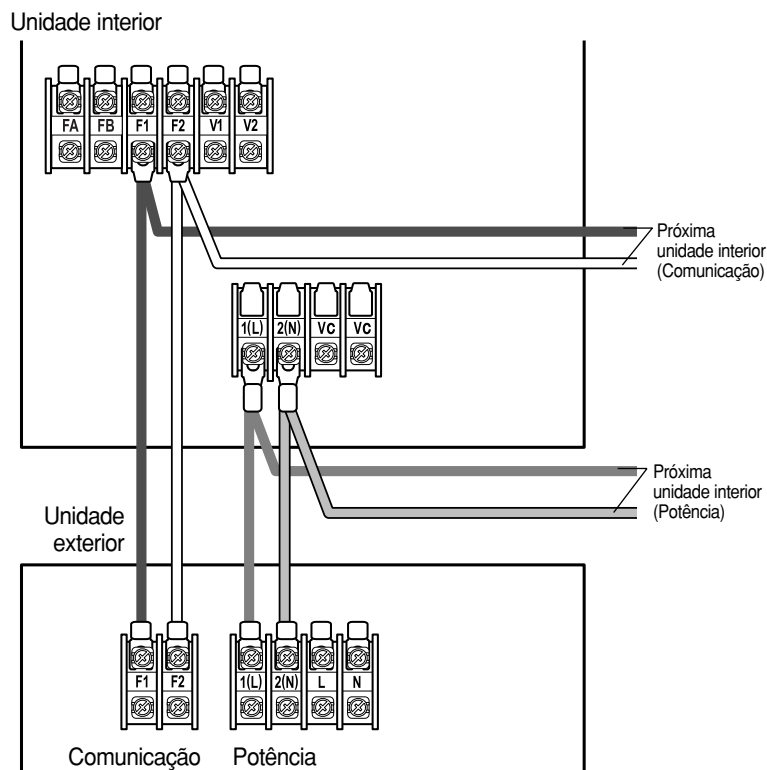 Unidade interior
FA FB F1 F2 V1 V2
Próxima
unidade interior
(Comunicação)
1(L) 2(N) VC VC
Próxima
unidade interior
(Potência)
Unidade
exterior
F1 F2 1(L) 2(N) L N
Comunicação Potência